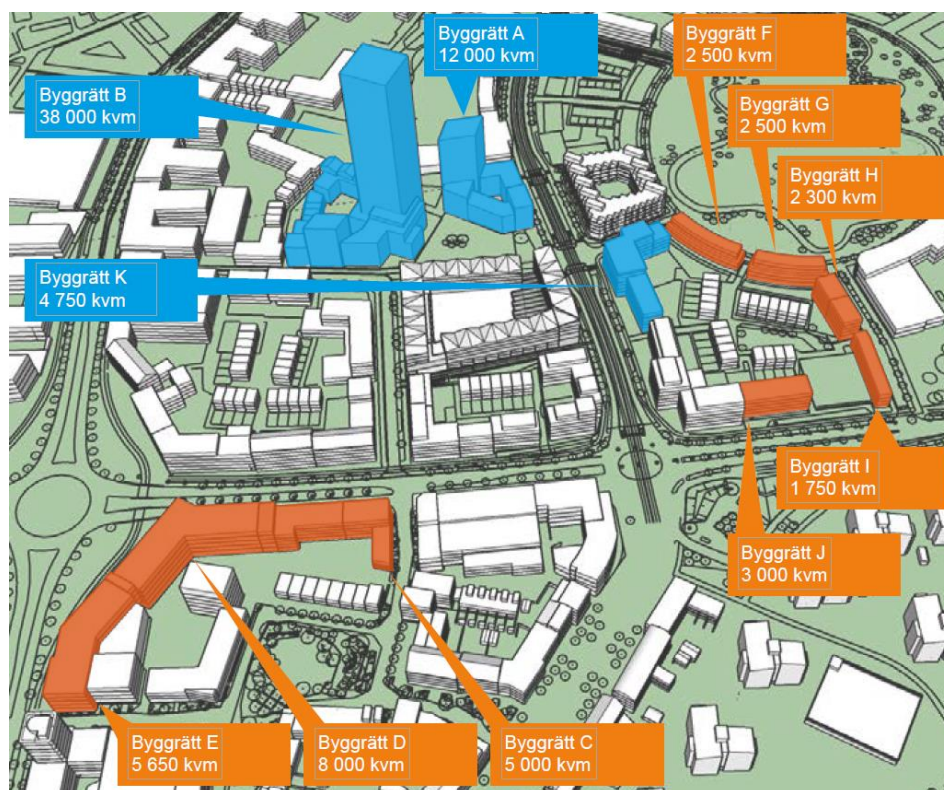 Byggrätt A
12 000 kvm
Byggrätt F
2 500 kvm
Byggrätt B
38 000 kvm
Byggrätt G
2 500 kvm
Byggrätt H
2 300 kvm
Byggrätt K
4 750 kvm
Byggrätt I
1 750 kvm
Byggrätt J
3 000 kvm
Byggrätt E
5 650 kvm
Byggrätt D
8 000 kvm
Byggrätt C
5 000 kvm